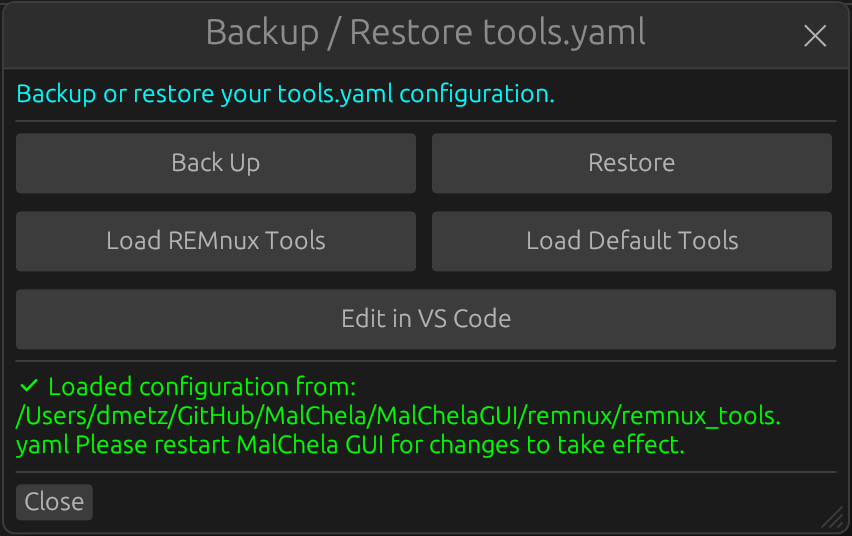 Backup / Restore tools.yaml
Backup or restore your tools.yaml configuration.
Back Up
Restore
Load REMnux Tools
Load Default Tools
Edit in VS Code
✓ Loaded configuration from:
/Users/dmetz/GitHub/MalChela/MalChelaGUI/remnux/remnux_tools.
yaml Please restart MalChela GUI for changes to take effect.
Close